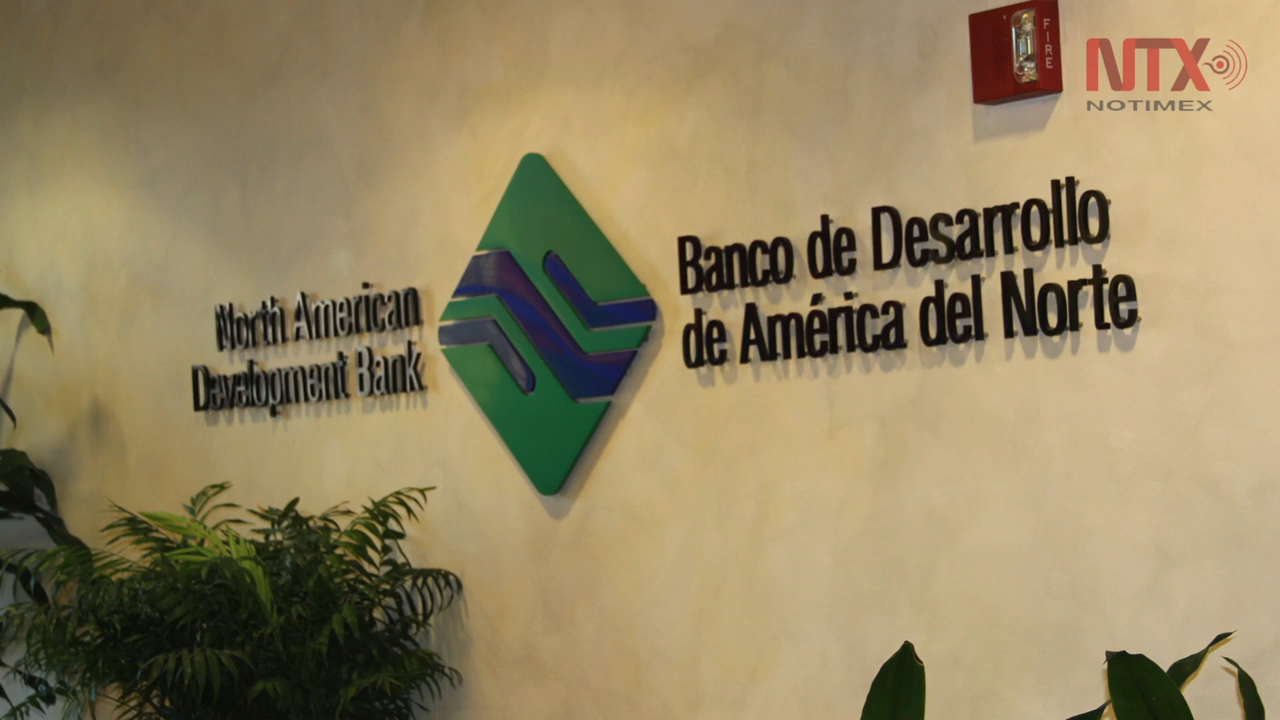 North American
Development Bank
Banco de Desarrollo
de América del Norte
FIRE
NTX
NOTIMEX